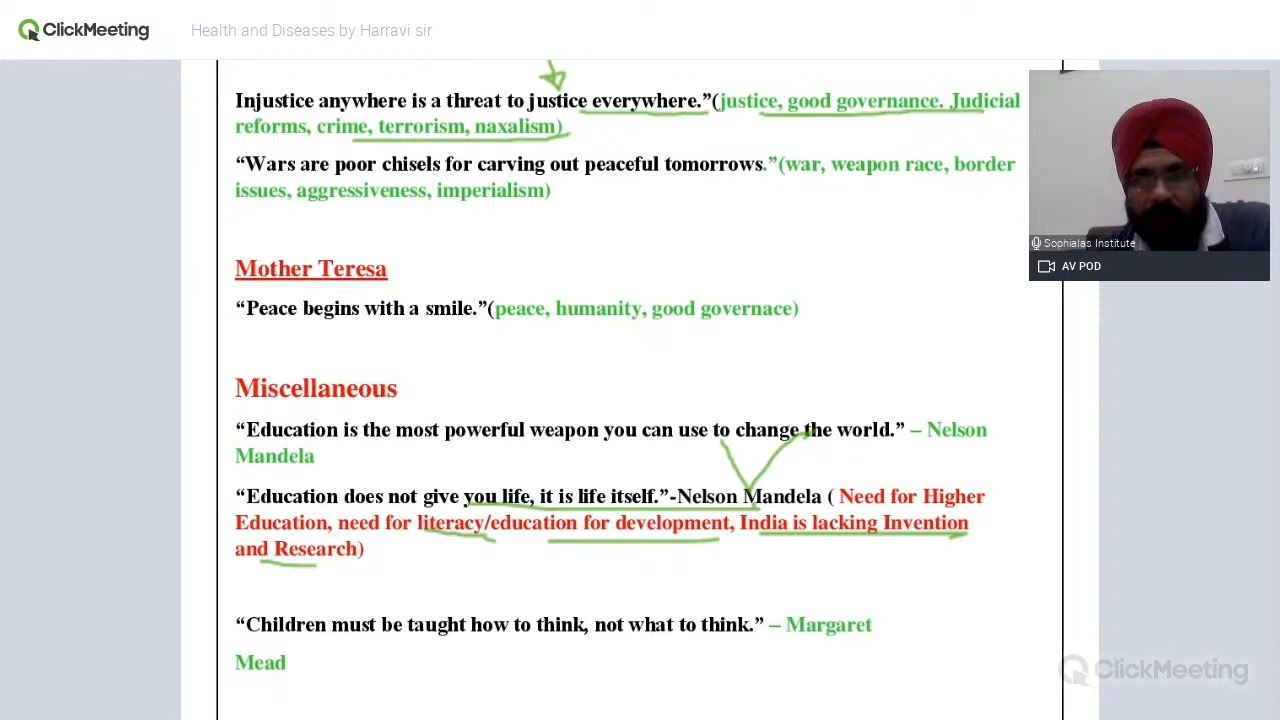 ClickMeeting
Health and Diseases by Harravi sir
Injustice anywhere is a threat to justice everywhere.”(justice, good governance. Judicial
reforms, crime, terrorism, naxalism)
“Wars are poor chisels for carving out peaceful tomorrows.”(war, weapon race, border
issues, aggressiveness, imperialism)
Sophialas Institute
AV POD
Mother Teresa
“Peace begins with a smile.”(peace, humanity, good governace)
Miscellaneous
“Education is the most powerful weapon you can use to change the world.” – Nelson
Mandela
“Education does not give you life, it is life itself.”-Nelson Mandela ( Need for Higher
Education, need for literacy/education for development, India is lacking Invention
and Research)
“Children must be taught how to think, not what to think.” – Margaret
Mead
ClickMeeting